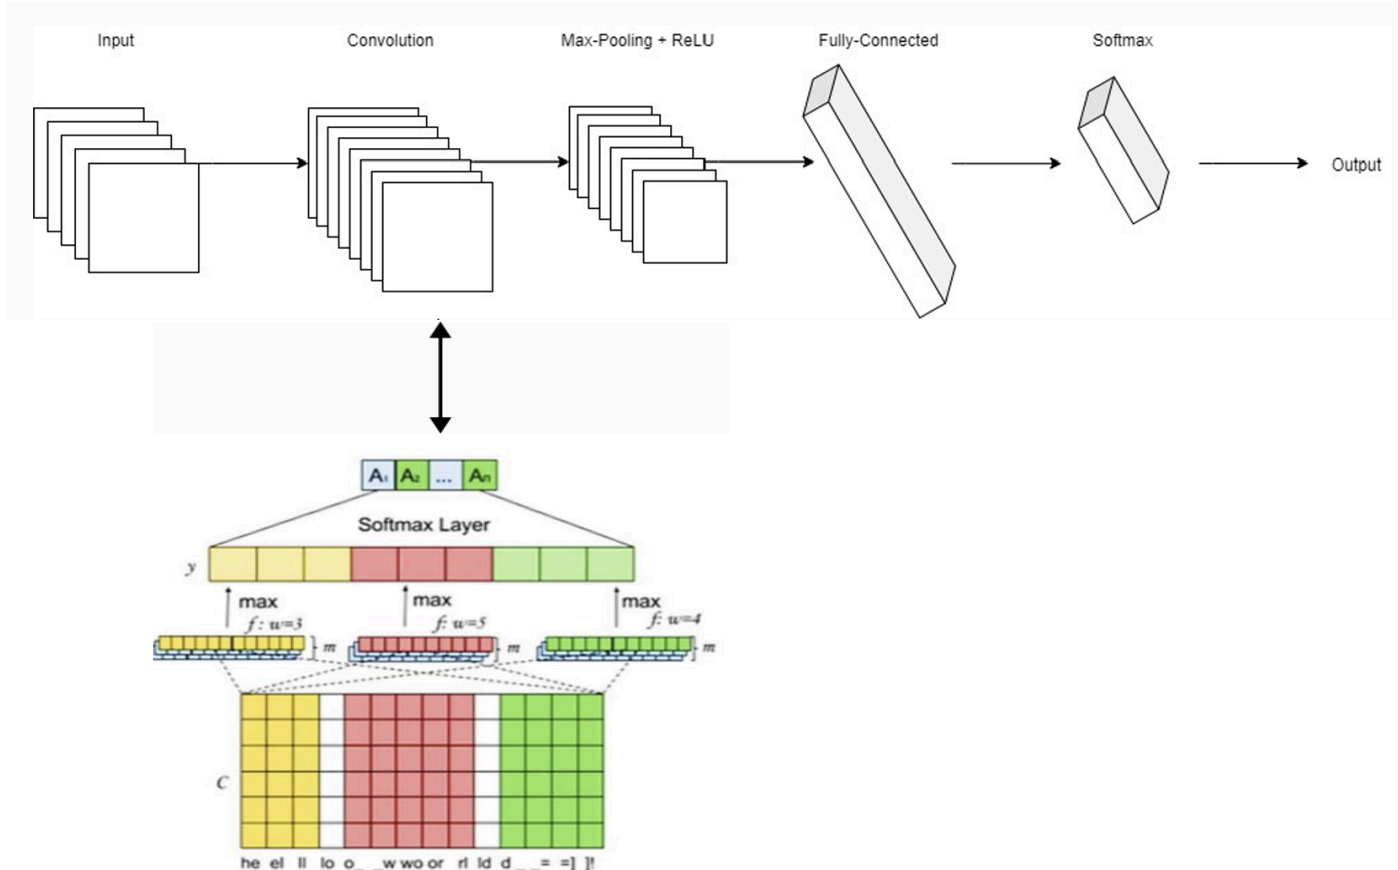 Input Convolution Max-Pooling + ReLU Fully-Connected Softmax
Output
A₁ A₂ ... Aₙ
Softmax Layer
y
max max max
f: w=3 f: w=5 f: w=4
m m m
C
he el ll lo o_ _w wo or rl ld d_ _= =] ]!